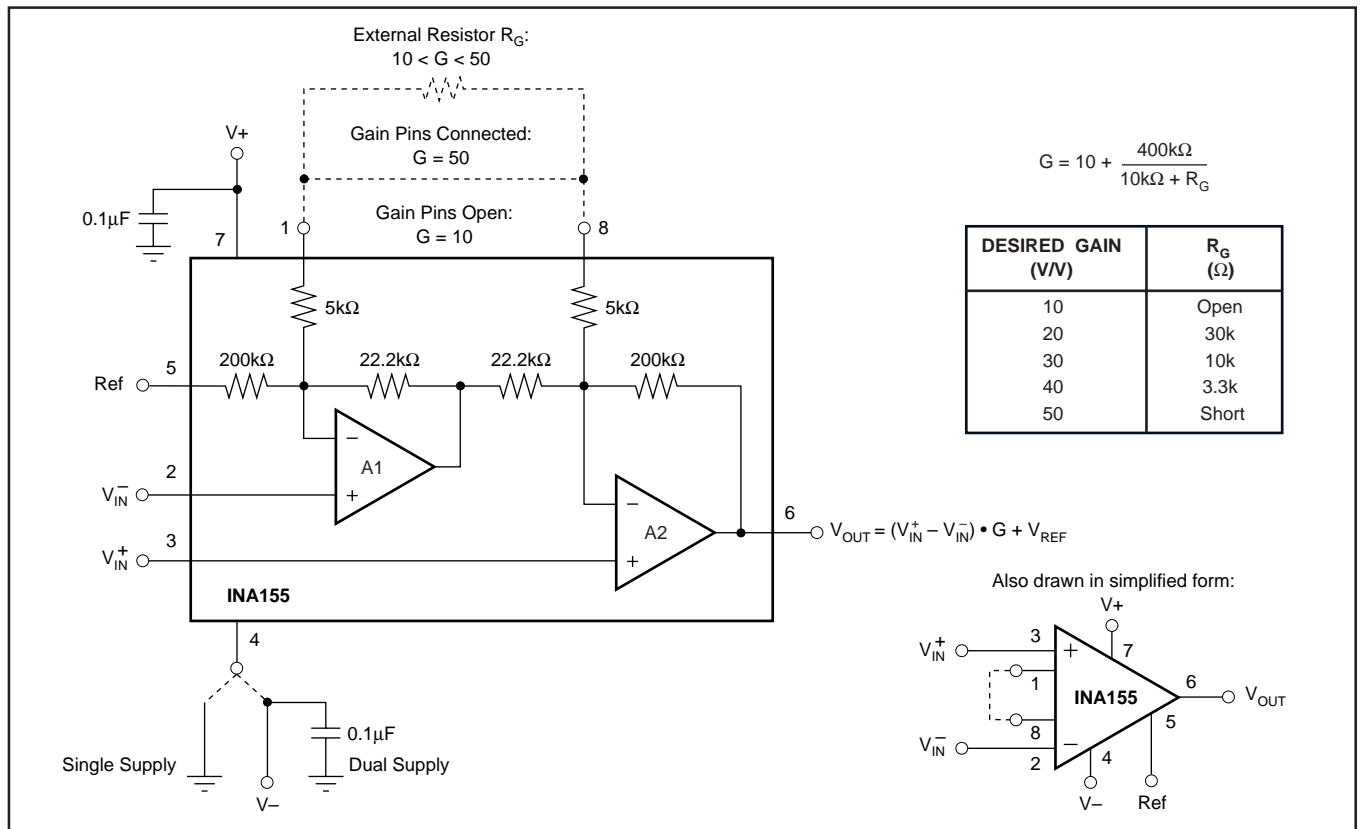 External Resistor R_G:
10 < G < 50
V+
Gain Pins Connected:
G = 50
0.1µF
7
1
Gain Pins Open:
G = 10
8
5kΩ
5kΩ
Ref
5
200kΩ
22.2kΩ
22.2kΩ
200kΩ
−
A1
+
V_IN^−
2
V_IN^+
3
−
A2
+
6
V_OUT = (V_IN^+ – V_IN^−) • G + V_REF
INA155
4
0.1µF
Single Supply
Dual Supply
V–
G = 10 + 400kΩ / 10kΩ + R_G
DESIRED GAIN (V/V)
R_G (Ω)
10 Open
20 30k
30 10k
40 3.3k
50 Short
Also drawn in simplified form:
V+
V_IN^+
3
+
7
1
INA155
6
V_OUT
5
8
V_IN^−
2
−
4
V–
Ref